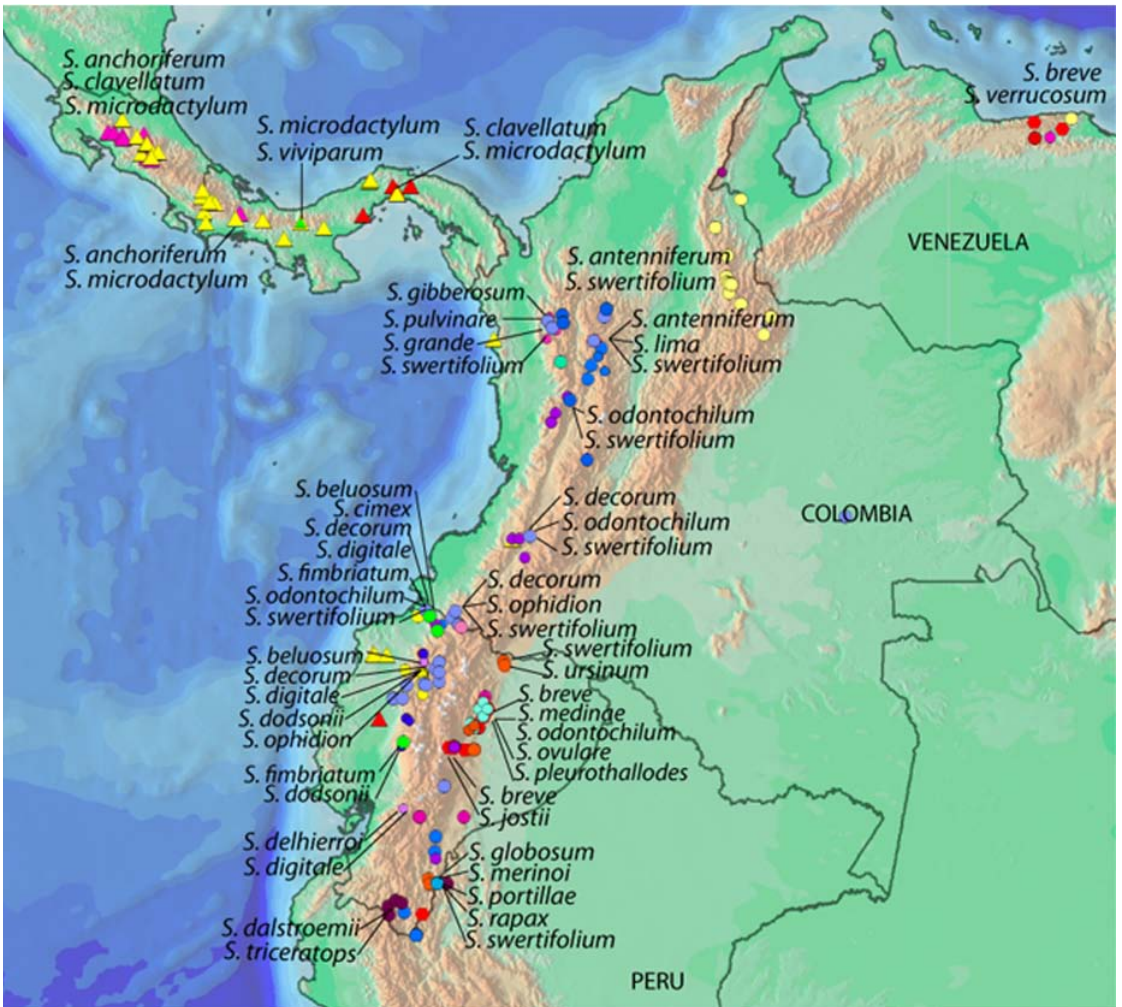 S. anchoriferum
S. clavellatum
S. microdactylum
S. microdactylum
S. viviparum
S. clavellatum
S. microdactylum
S. breve
S. verrucosum
S. anchoriferum
S. microdactylum
VENEZUELA
S. antenniferum
S. swertifolium
S. gibberosum
S. pulvinare
S. grande
S. swertifolium
S. antenniferum
S. lima
S. swertifolium
S. odontochilum
S. swertifolium
S. beluosum
S. cimex
S. decorum
S. digitale
S. fimbriatum
S. odontochilum
S. swertifolium
S. decorum
S. odontochilum
S. swertifolium
COLOMBIA
S. decorum
S. ophidion
S. swertifolium
S. beluosum
S. decorum
S. digitale
S. dodsonii
S. ophidion
S. swertifolium
S. ursinum
S. breve
S. medinae
S. odontochilum
S. ovulare
S. pleurothallodes
S. fimbriatum
S. dodsonii
S. breve
S. jostii
S. delhierroi
S. digitale
S. globosum
S. merinoi
S. portillae
S. rapax
S. swertifolium
S. dalstroemii
S. triceratops
PERU